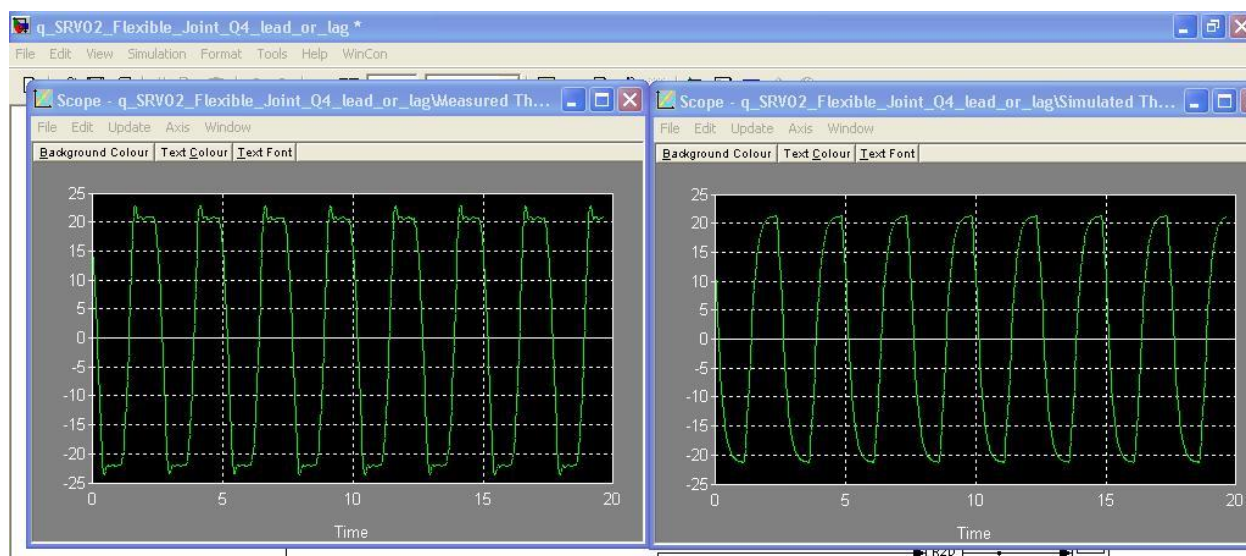 q_SRV02_Flexible_Joint_Q4_lead_or_lag *
File Edit View Simulation Format Tools Help WinCon
Scope - q_SRV02_Flexible_Joint_Q4_lead_or_lag\Measured Th...
File Edit Update Axis Window
Background Colour Text Colour Text Font
25
20
15
10
5
0
-5
-10
-15
-20
-25
0 5 10 15 20
Time
Scope - q_SRV02_Flexible_Joint_Q4_lead_or_lag\Simulated Th...
File Edit Update Axis Window
Background Colour Text Colour Text Font
25
20
15
10
5
0
-5
-10
-15
-20
-25
0 5 10 15 20
Time
R2D